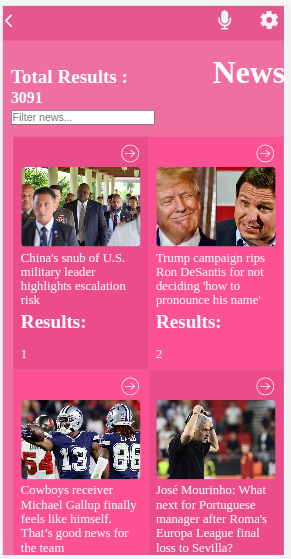 Total Results :
3091
News
Filter news...
China's snub of U.S.
military leader
highlights escalation
risk
Results:
1
Trump campaign rips
Ron DeSantis for not
deciding 'how to
pronounce his name'
Results:
2
54
13
88
Cowboys receiver
Michael Gallup finally
feels like himself.
That’s good news for
the team
José Mourinho: What
next for Portuguese
manager after Roma's
Europa League final
loss to Sevilla?